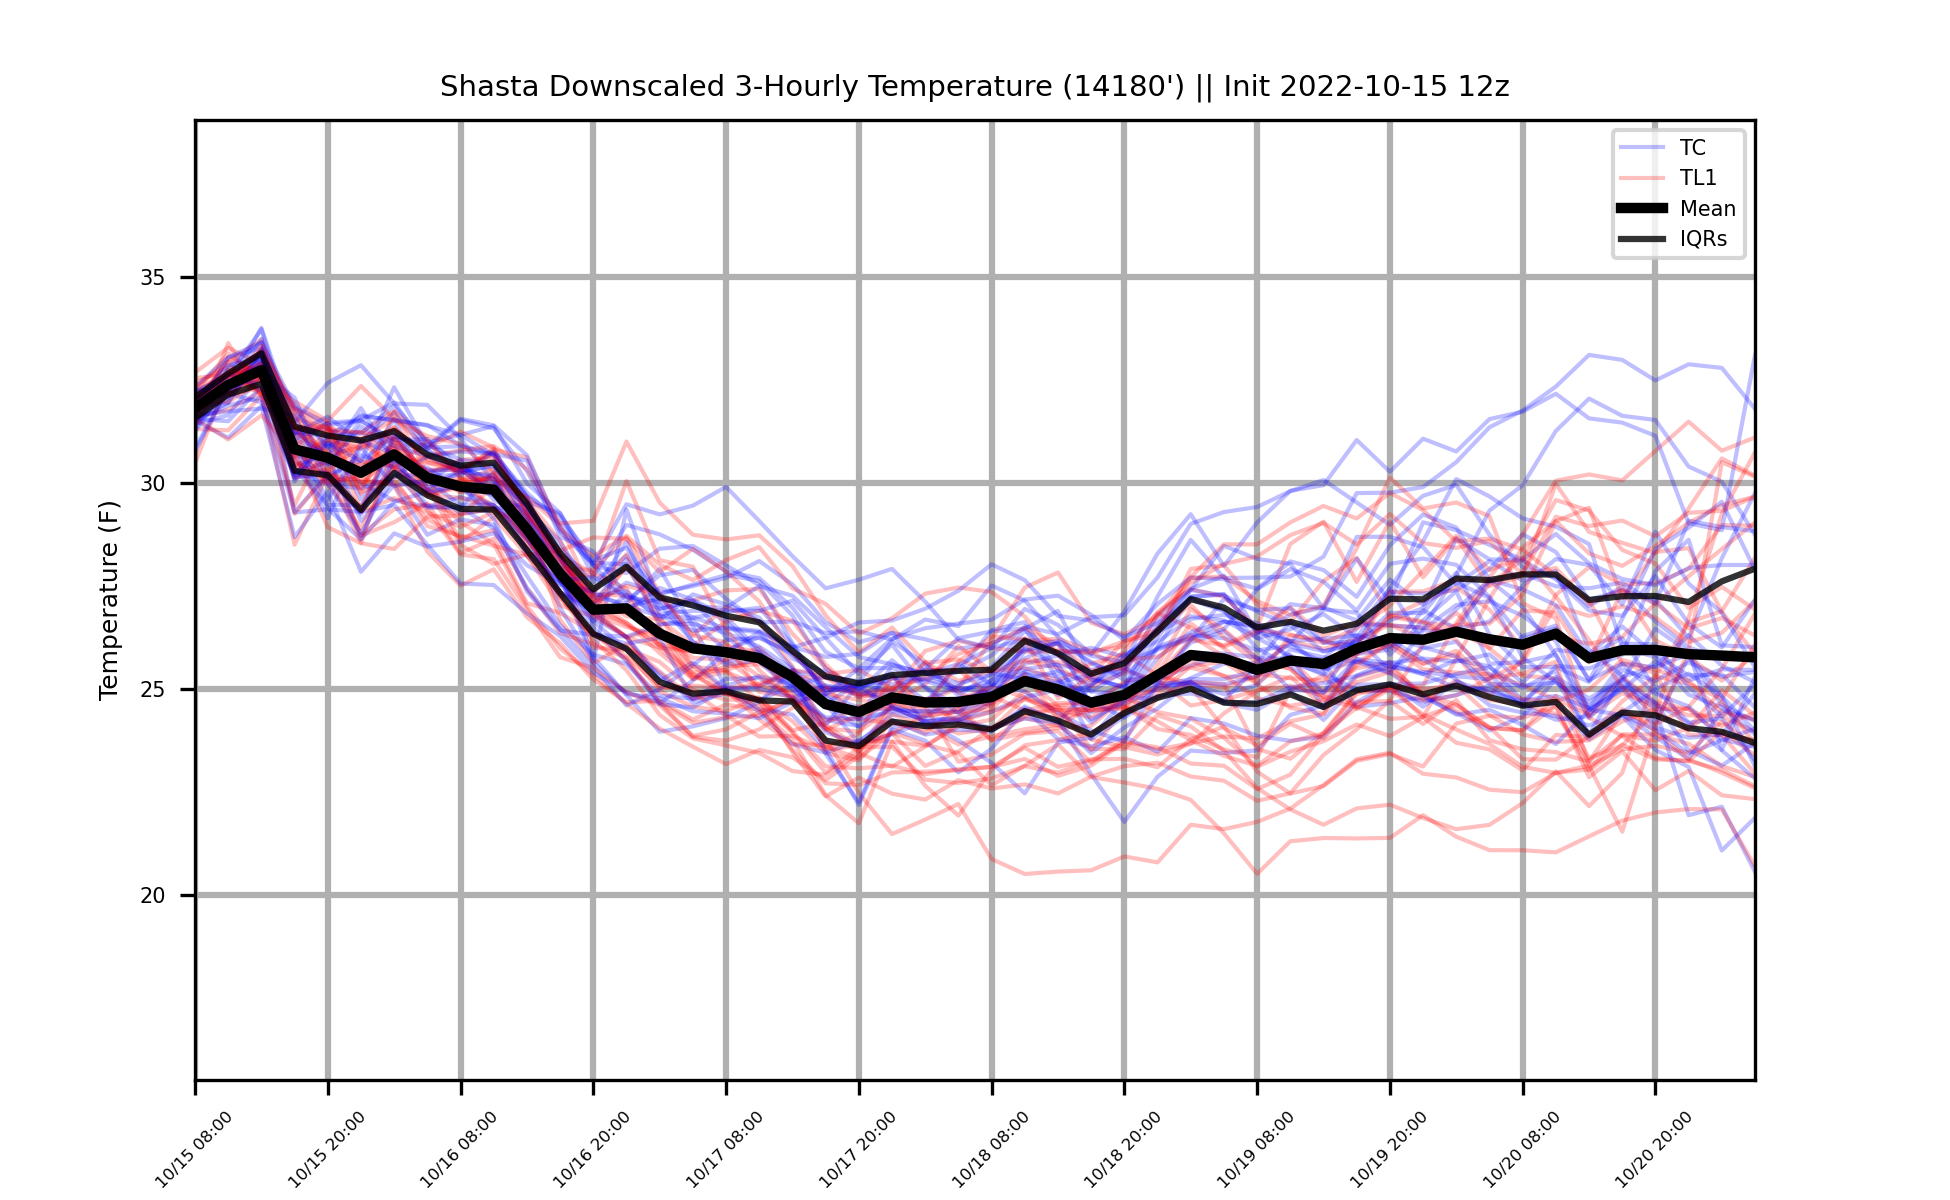 Shasta Downscaled 3-Hourly Temperature (14180') || Init 2022-10-15 12z
TC
TL1
Mean
IQRs
Temperature (F)
35
30
25
20
10/15 08:00
10/15 20:00
10/16 08:00
10/16 20:00
10/17 08:00
10/17 20:00
10/18 08:00
10/18 20:00
10/19 08:00
10/19 20:00
10/20 08:00
10/20 20:00